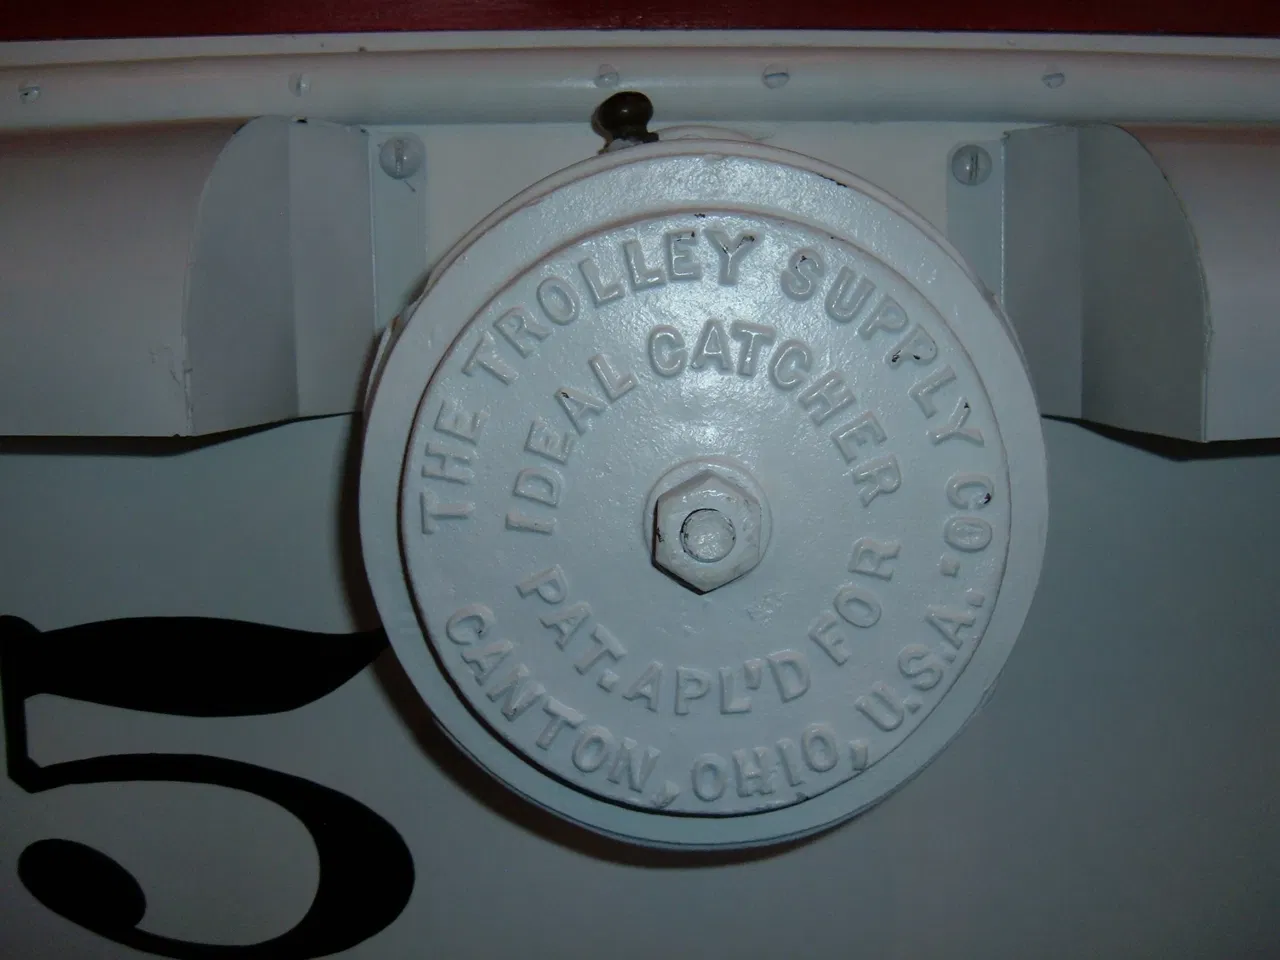 THE TROLLEY SUPPLY CO.
CANTON, OHIO, U.S.A.
IDEAL CATCHER
PAT. APL'D FOR
5